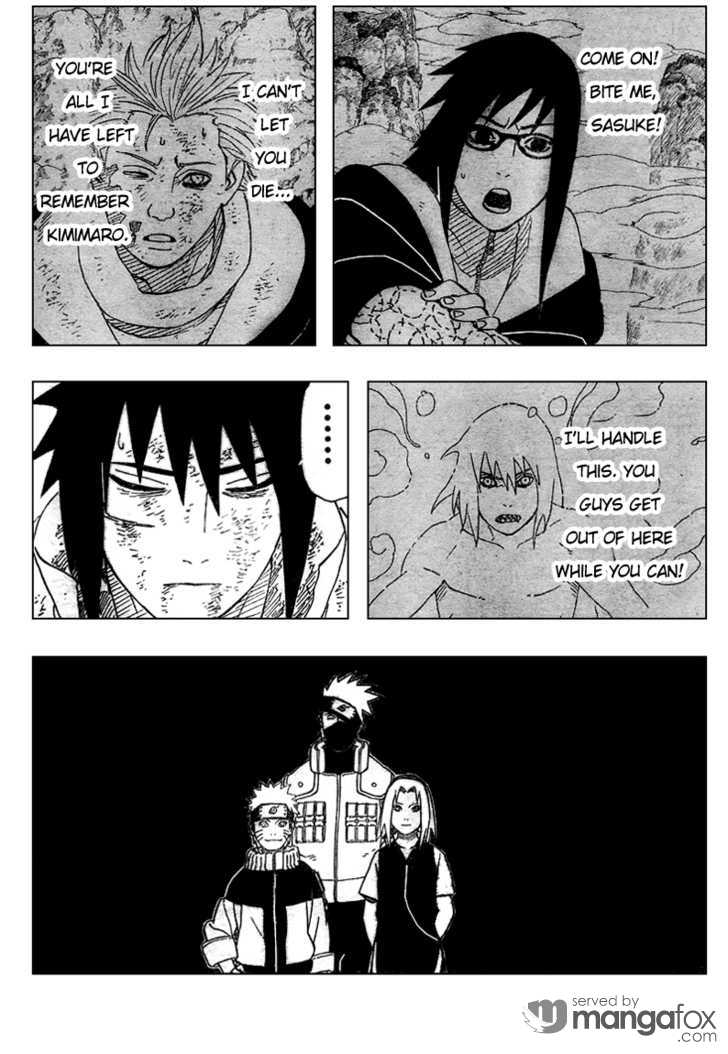 COME ON!
BITE ME,
SASUKE!
I CAN'T
LET
YOU
DIE...
YOU'RE
ALL I
HAVE LEFT
TO
REMEMBER
KIMIMARO.
I'LL HANDLE
THIS. YOU
GUYS GET
OUT OF HERE
WHILE YOU CAN!
......
served by
mangafox
.com